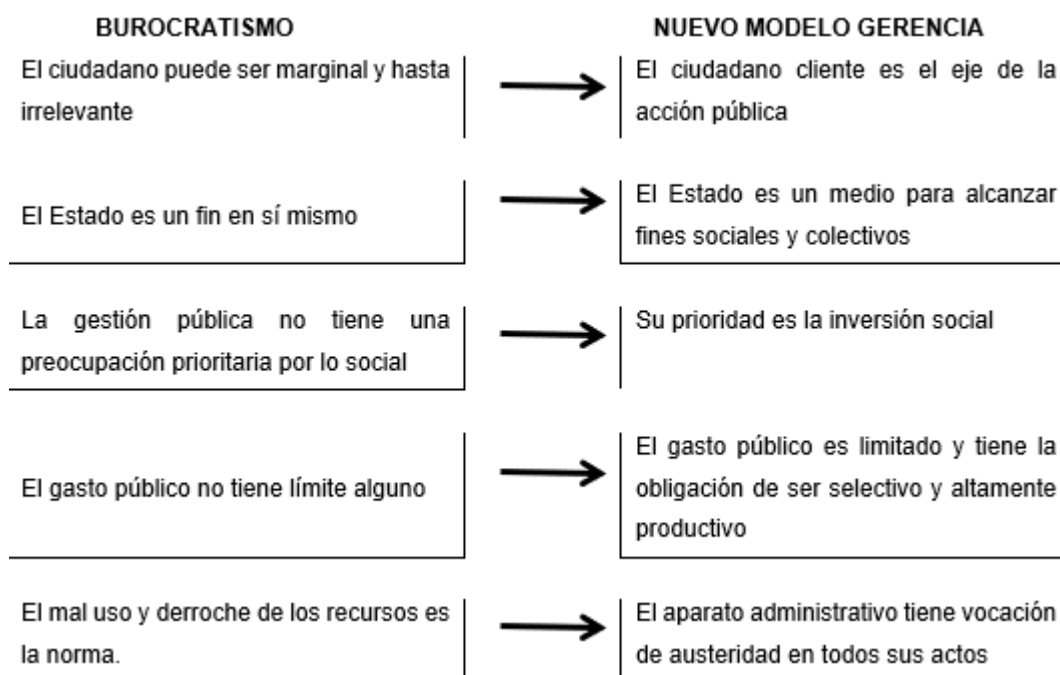 BUROCRATISMO
NUEVO MODELO GERENCIA
El ciudadano puede ser marginal y hasta
irrelevante
El ciudadano cliente es el eje de la
acción pública
El Estado es un fin en sí mismo
El Estado es un medio para alcanzar
fines sociales y colectivos
La gestión pública no tiene una
preocupación prioritaria por lo social
Su prioridad es la inversión social
El gasto público no tiene límite alguno
El gasto público es limitado y tiene la
obligación de ser selectivo y altamente
productivo
El mal uso y derroche de los recursos es
la norma.
El aparato administrativo tiene vocación
de austeridad en todos sus actos